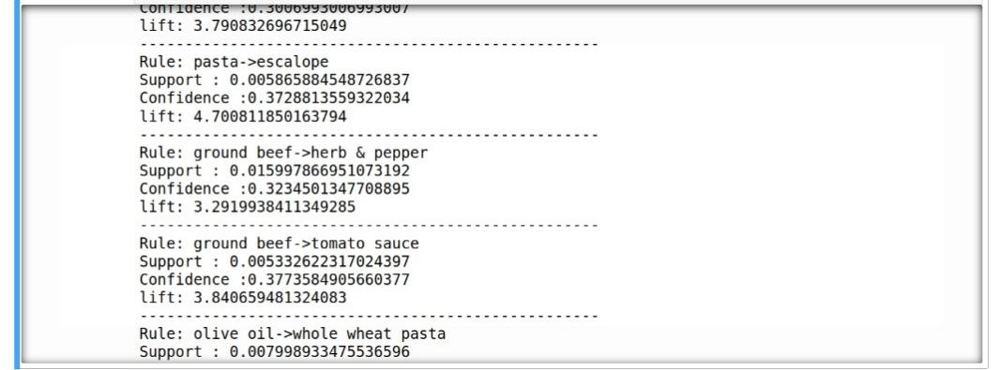 Confidence :0.3006993006993007
lift: 3.790832696715049
--------------------------------------------------
Rule: pasta->escalope
Support : 0.005865884548726837
Confidence :0.3728813559322034
lift: 4.700811850163794
--------------------------------------------------
Rule: ground beef->herb & pepper
Support : 0.015997866951073192
Confidence :0.3234501347708895
lift: 3.2919938411349285
--------------------------------------------------
Rule: ground beef->tomato sauce
Support : 0.005332622317024397
Confidence :0.3773584905660377
lift: 3.840659481324083
--------------------------------------------------
Rule: olive oil->whole wheat pasta
Support : 0.007998933475536596